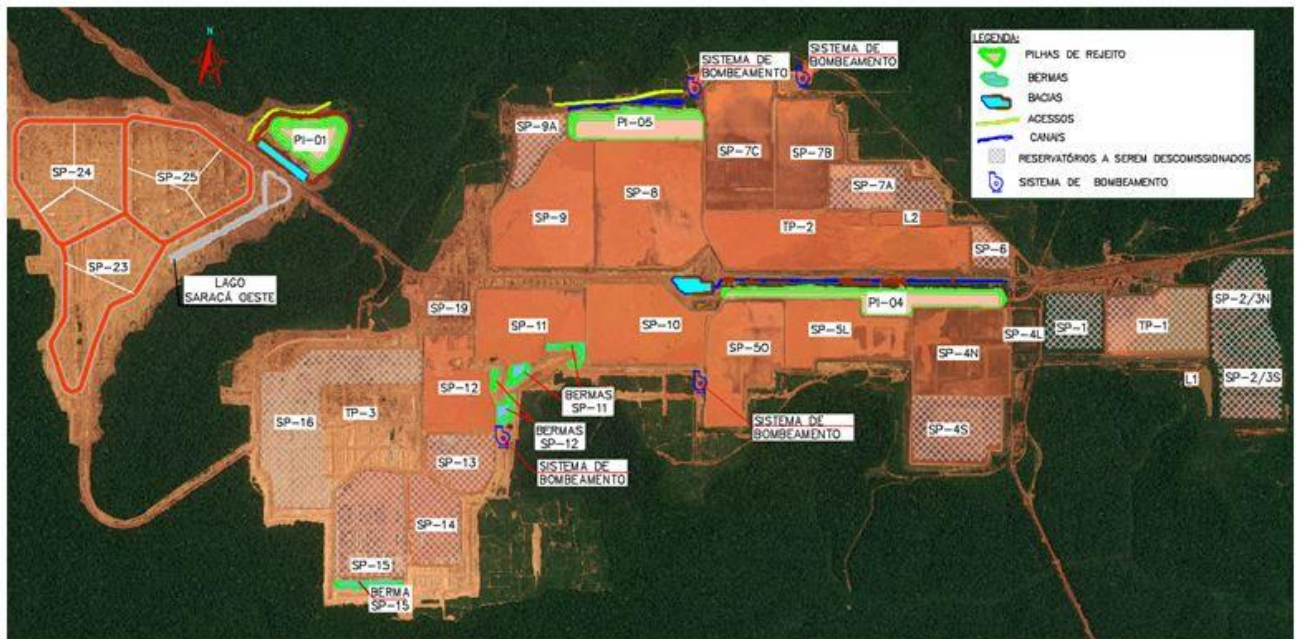 N
SISTEMA DE
BOMBEAMENTO
SISTEMA DE
BOMBEAMENTO
LEGENDA:
PILHAS DE REJEITO
BERMAS
BACIAS
ACESSOS
CANAIS
RESERVATÓRIOS A SEREM DESCOMISSIONADOS
SISTEMA DE BOMBEAMENTO
PI-01
SP-24
SP-25
SP-23
LAGO
SARACÁ OESTE
SP-9A
PI-05
SP-7C
SP-7B
SP-7A
SP-9
SP-8
L2
TP-2
SP-6
SP-19
SP-11
SP-10
PI-04
SP-5O
SP-5L
SP-4N
SP-4L
SP-1
TP-1
SP-2/3N
SP-2/3S
L1
SP-12
BERMAS
SP-11
BERMAS
SP-12
SISTEMA DE
BOMBEAMENTO
SISTEMA DE
BOMBEAMENTO
SP-4S
SP-16
TP-3
SP-13
SP-14
SP-15
BERMA
SP-15